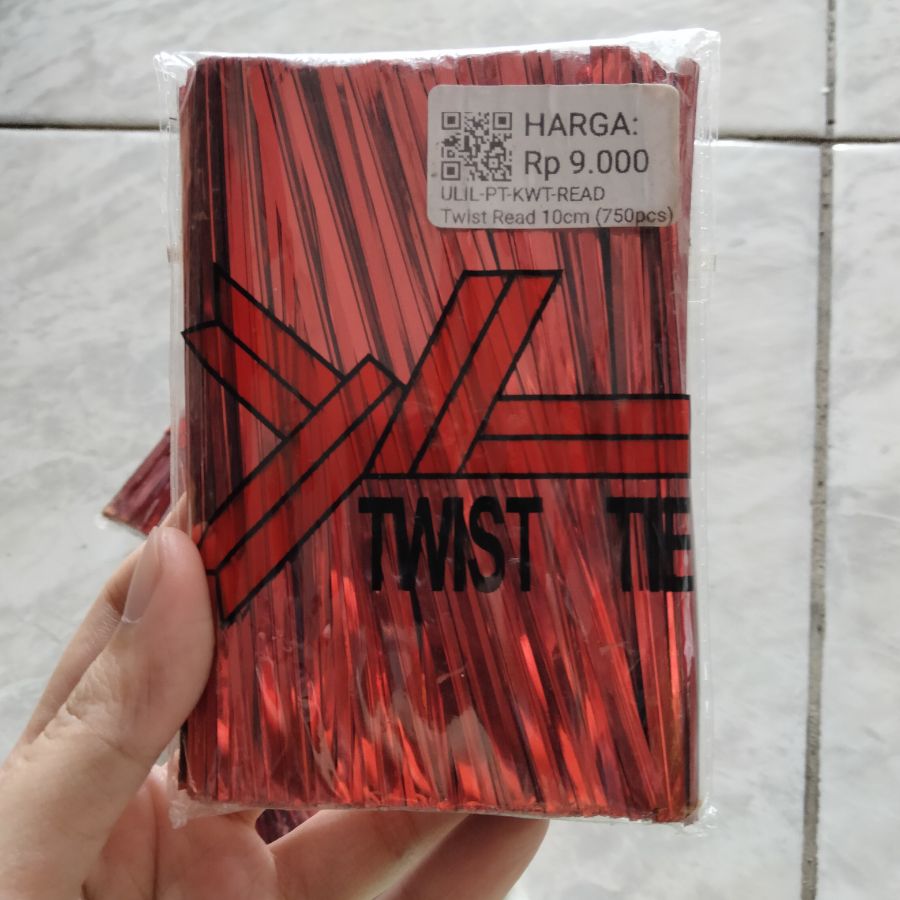 HARGA:
Rp 9.000
ULIL-PT-KWT-READ
Twist Read 10cm (750pcs)
TWIST TIE